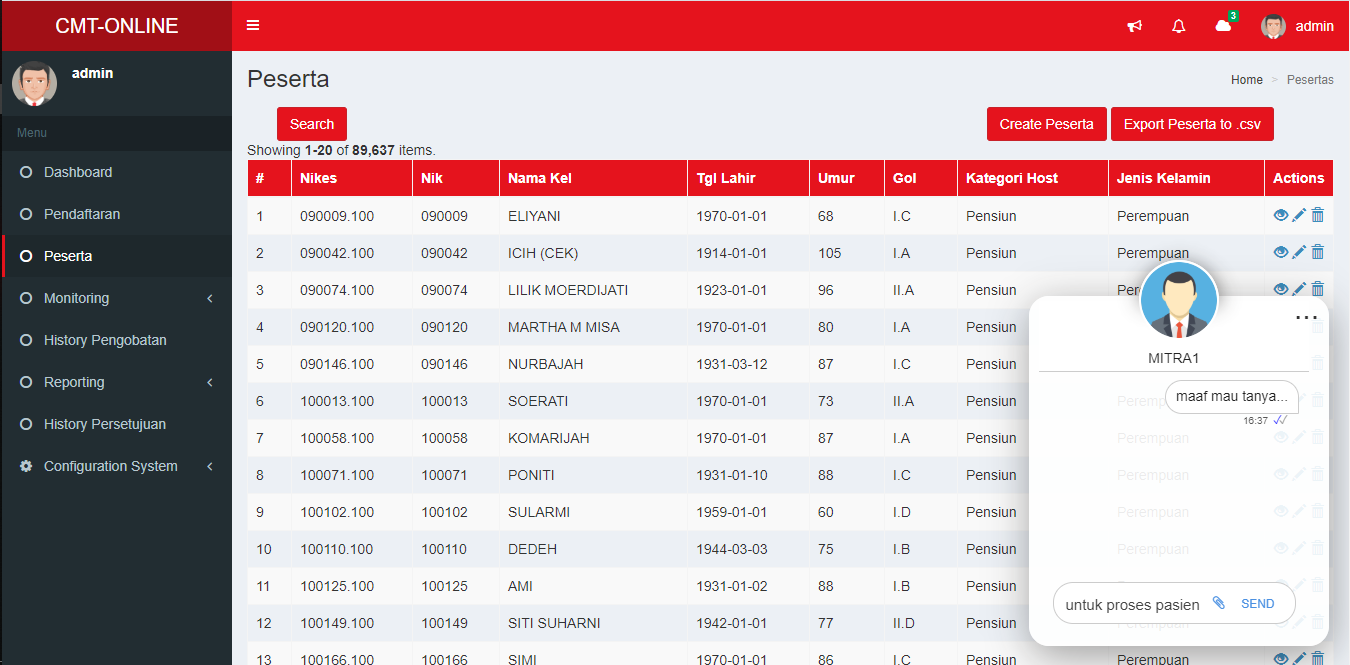 CMT-ONLINE
3
admin
admin
Menu
Dashboard
Pendaftaran
Peserta
Monitoring
History Pengobatan
Reporting
History Persetujuan
Configuration System
Peserta
Home > Pesertas
Search
Create Peserta
Export Peserta to .csv
Showing 1-20 of 89,637 items.
# Nikes Nik Nama Kel Tgl Lahir Umur Gol Kategori Host Jenis Kelamin Actions
1 090009.100 090009 ELIYANI 1970-01-01 68 I.C Pensiun Perempuan
2 090042.100 090042 ICIH (CEK) 1914-01-01 105 I.A Pensiun Perempuan
3 090074.100 090074 LILIK MOERDIJATI 1923-01-01 96 II.A Pensiun
4 090120.100 090120 MARTHA M MISA 1970-01-01 80 I.A Pensiun
5 090146.100 090146 NURBAJAH 1931-03-12 87 I.C Pensiun
6 100013.100 100013 SOERATI 1970-01-01 73 II.A Pensiun
7 100058.100 100058 KOMARIJAH 1970-01-01 87 I.A Pensiun Perempuan
8 100071.100 100071 PONITI 1931-01-10 88 I.C Pensiun Perempuan
9 100102.100 100102 SULARMI 1959-01-01 60 I.D Pensiun Perempuan
10 100110.100 100110 DEDEH 1944-03-03 75 I.B Pensiun Perempuan
11 100125.100 100125 AMI 1931-01-02 88 I.B Pensiun
12 100149.100 100149 SITI SUHARNI 1942-01-01 77 II.D Pensiun
13 100166.100 100166 SIMI 1970-01-01 86 I.C Pensiun Perempuan
MITRA1
maaf mau tanya...
16:37
untuk proses pasien
SEND